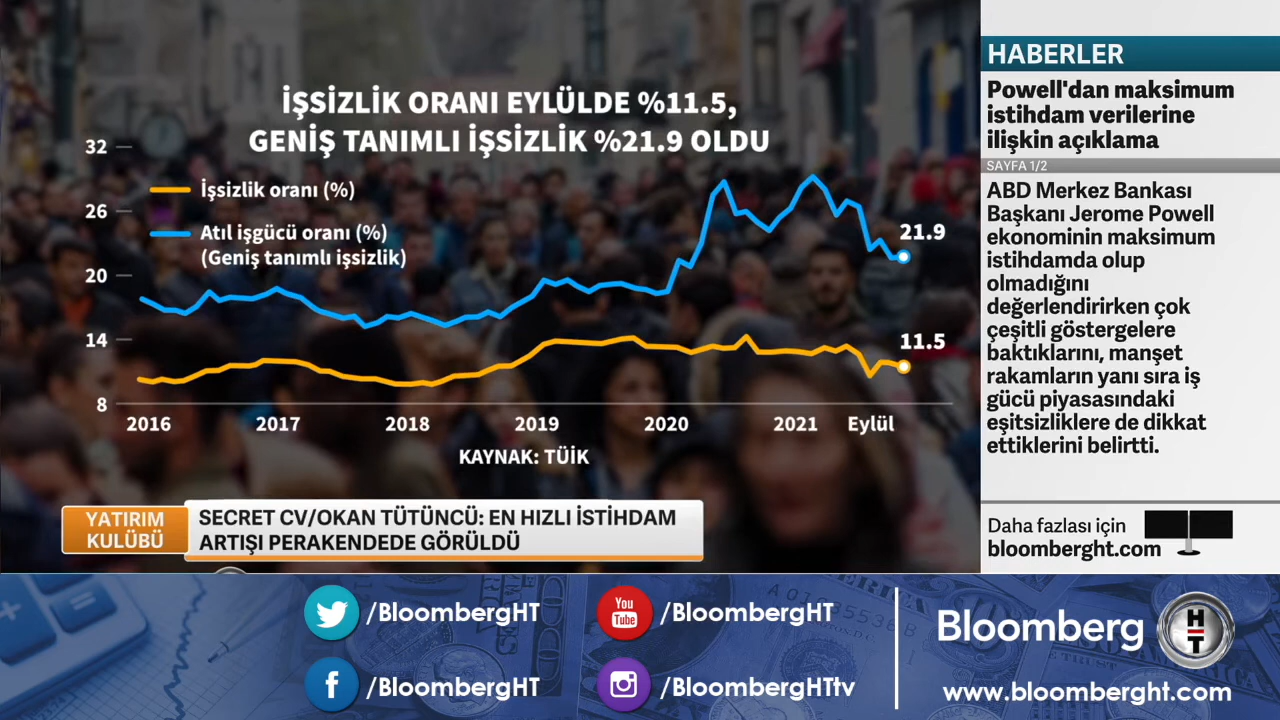 İŞSİZLİK ORANI EYLÜLDE %11.5,
GENİŞ TANIMLI İŞSİZLİK %21.9 OLDU
32
26
20
14
8
İşsizlik oranı (%)
Atıl işgücü oranı (%)
(Geniş tanımlı işsizlik)
21.9
11.5
2016 2017 2018 2019 2020 2021 Eylül
KAYNAK: TÜİK
YATIRIM
KULÜBÜ
SECRET CV/OKAN TÜTÜNCÜ: EN HIZLI İSTİHDAM
ARTIŞI PERAKENDEDE GÖRÜLDÜ
HABERLER
Powell'dan maksimum
istihdam verilerine
ilişkin açıklama
SAYFA 1/2
ABD Merkez Bankası
Başkanı Jerome Powell
ekonominin maksimum
istihdamda olup
olmadığını
değerlendirirken çok
çeşitli göstergelere
baktıklarını, manşet
rakamların yanı sıra iş
gücü piyasasındaki
eşitsizliklere de dikkat
ettiklerini belirtti.
Daha fazlası için
bloomberght.com
/BloombergHT
You
Tube
/BloombergHT
f
/BloombergHT
/BloombergHTtv
Bloomberg
H
T
www.bloomberght.com